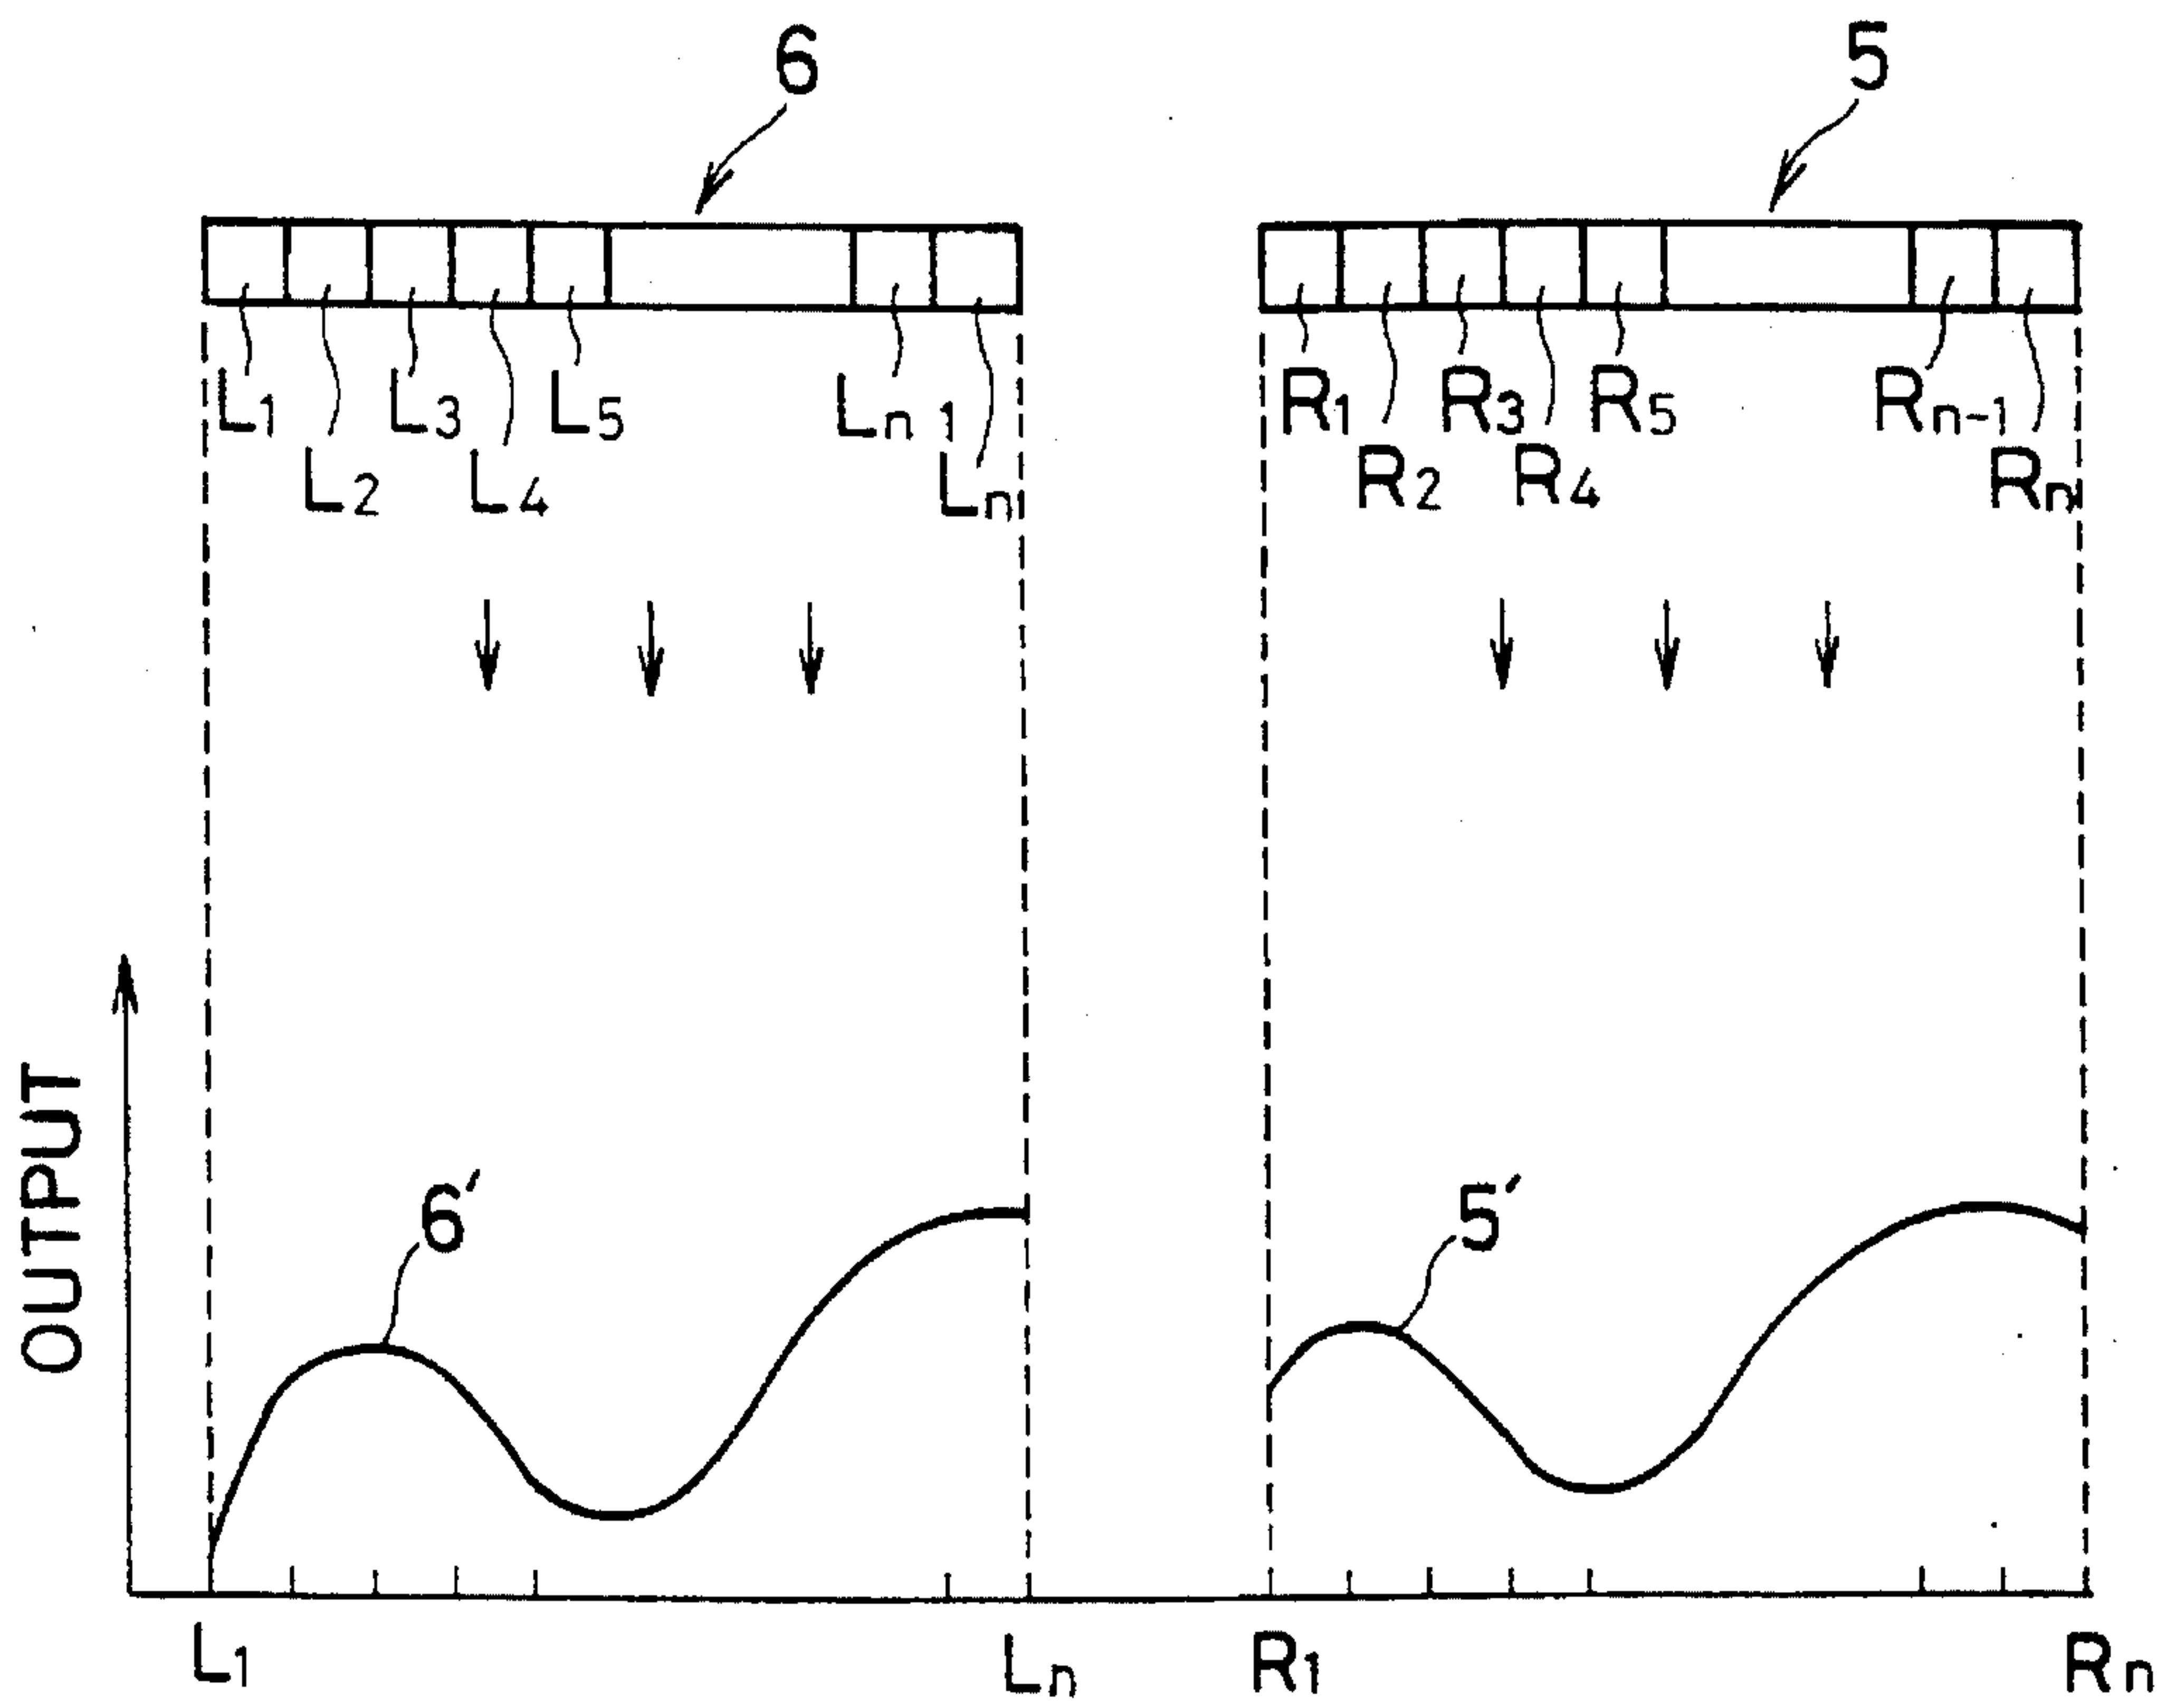 6 5
L1 L3 L5 Ln 1 R1 R3 R5 Rn-1
L2 L4 Ln R2 R4 Rn
OUTPUT
6′ 5′
L1 Ln R1 Rn